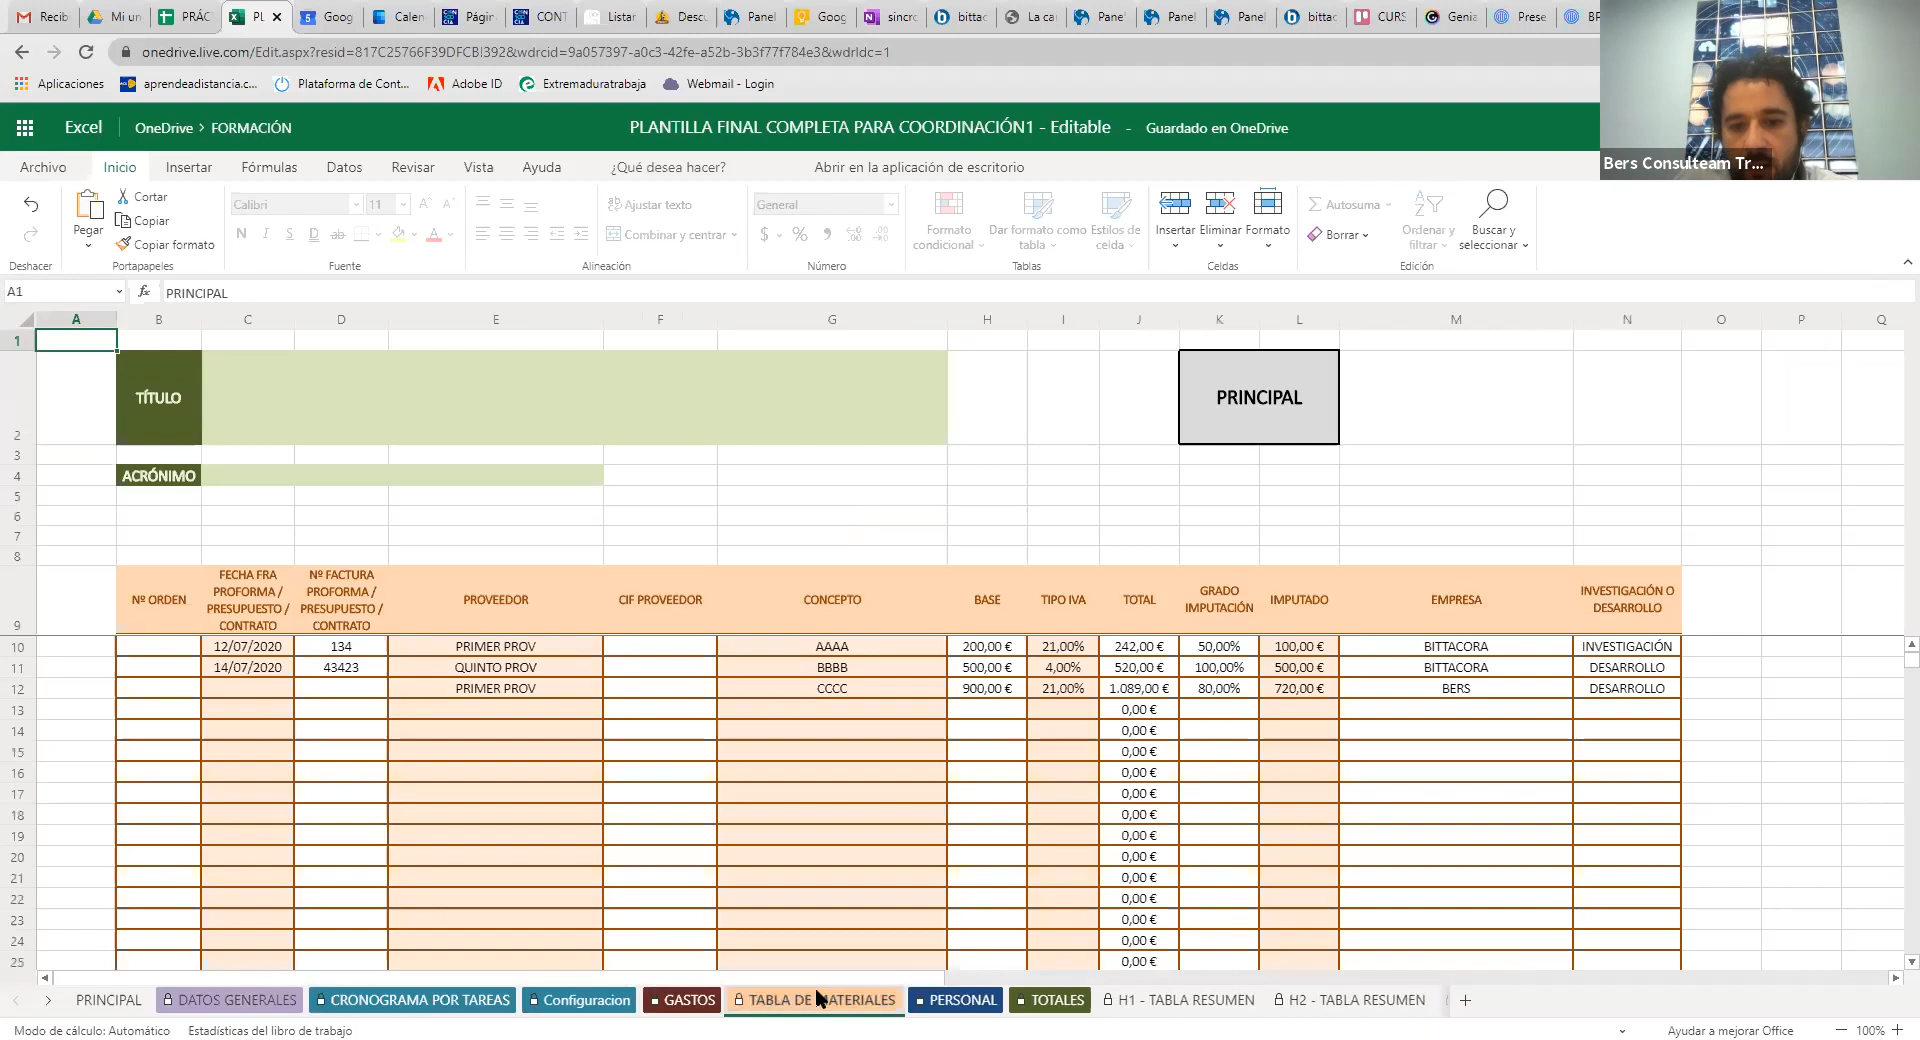 Recib
Mi un
PRÁC
PL
Goog
Calen
Págin
CONT
Listar
Descu
Panel
Goog
sincro
bittac
La car
Panel
Panel
Panel
bittac
CURS
Genia
Prese
BP
onedrive.live.com/Edit.aspx?resid=817C25766F39DFCB!392&wdrcid=9a057397-a0c3-42fe-a52b-3b3f77f784e3&wdrldc=1
Aplicaciones
aprendeadistancia.c...
Plataforma de Cont...
Adobe ID
Extremaduratrabaja
Webmail - Login
Excel
OneDrive > FORMACIÓN
PLANTILLA FINAL COMPLETA PARA COORDINACIÓN1 - Editable - Guardado en OneDrive
Bers Consulteam Tr...
Archivo Inicio Insertar Fórmulas Datos Revisar Vista Ayuda ¿Qué desea hacer? Abrir en la aplicación de escritorio
Deshacer
Pegar
Cortar
Copiar
Copiar formato
Portapapeles
Calibri 11
N I S D ab A
Fuente
Ajustar texto
Combinar y centrar
Alineación
General
$ % ,
Número
Formato condicional
Dar formato como tabla
Estilos de celda
Tablas
Insertar Eliminar Formato
Celdas
Autosuma
Borrar
Ordenar y filtrar
Buscar y seleccionar
Edición
A1 fx PRINCIPAL
A B C D E F G H I J K L M N O P Q
1
TÍTULO PRINCIPAL
2
3
4 ACRÓNIMO
5
6
7
8
9 Nº ORDEN FECHA FRA PROFORMA / PRESUPUESTO / CONTRATO Nº FACTURA PROFORMA / PRESUPUESTO / CONTRATO PROVEEDOR CIF PROVEEDOR CONCEPTO BASE TIPO IVA TOTAL GRADO IMPUTACIÓN IMPUTADO EMPRESA INVESTIGACIÓN O DESARROLLO
10 12/07/2020 134 PRIMER PROV AAAA 200,00 € 21,00% 242,00 € 50,00% 100,00 € BITTACORA INVESTIGACIÓN
11 14/07/2020 43423 QUINTO PROV BBBB 500,00 € 4,00% 520,00 € 100,00% 500,00 € BITTACORA DESARROLLO
12 PRIMER PROV CCCC 900,00 € 21,00% 1.089,00 € 80,00% 720,00 € BERS DESARROLLO
13 0,00 €
14 0,00 €
15 0,00 €
16 0,00 €
17 0,00 €
18 0,00 €
19 0,00 €
20 0,00 €
21 0,00 €
22 0,00 €
23 0,00 €
24 0,00 €
25 0,00 €
PRINCIPAL DATOS GENERALES CRONOGRAMA POR TAREAS Configuracion GASTOS TABLA DE MATERIALES PERSONAL TOTALES H1 - TABLA RESUMEN H2 - TABLA RESUMEN
Modo de cálculo: Automático Estadísticas del libro de trabajo Ayudar a mejorar Office 100%